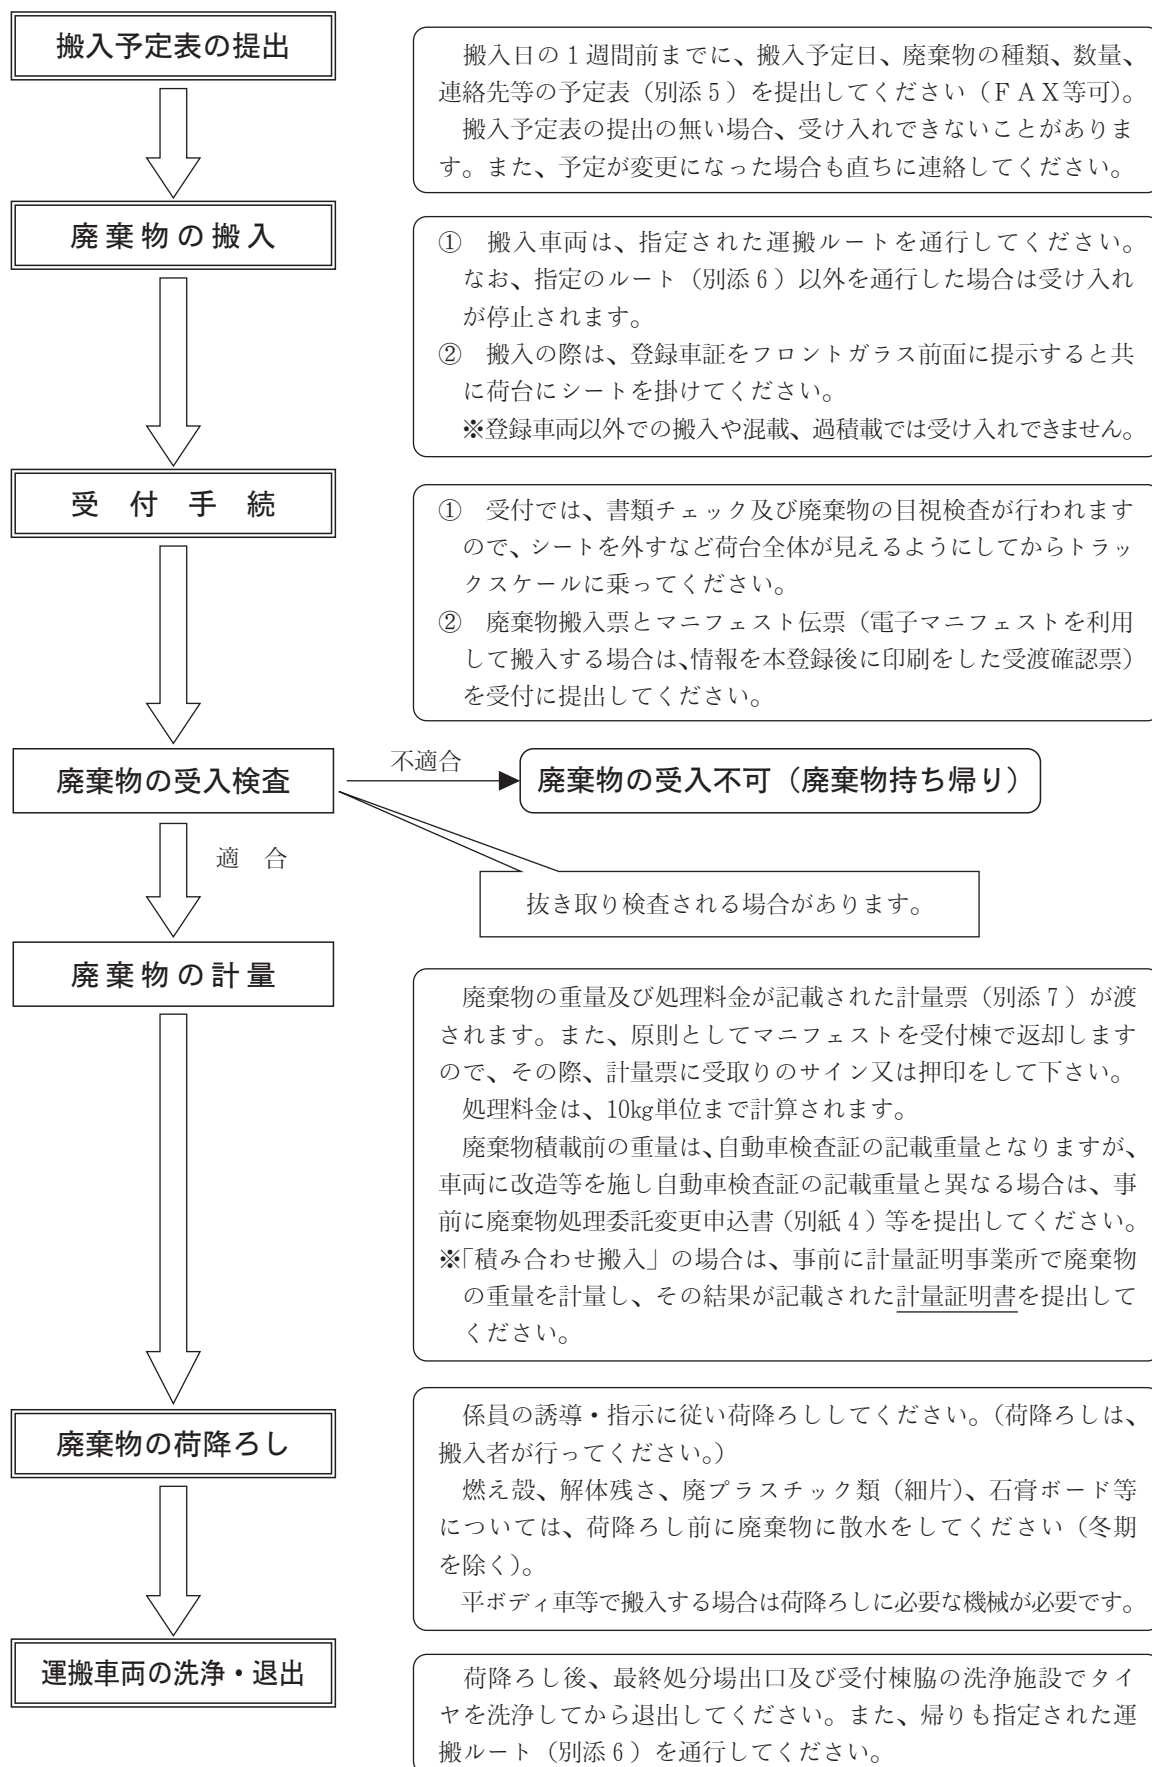 搬入予定表の提出
搬入日の1週間前までに、搬入予定日、廃棄物の種類、数量、
連絡先等の予定表（別添5）を提出してください（FAX等可）。
搬入予定表の提出の無い場合、受け入れできないことがありま
す。また、予定が変更になった場合も直ちに連絡してください。
廃棄物の搬入
① 搬入車両は、指定された運搬ルートを通行してください。
なお、指定のルート（別添6）以外を通行した場合は受け入れ
が停止されます。
② 搬入の際は、登録車証をフロントガラス前面に提示すると共
に荷台にシートを掛けてください。
※登録車両以外での搬入や混載、過積載では受け入れできません。
受付手続
① 受付では、書類チェック及び廃棄物の目視検査が行われます
ので、シートを外すなど荷台全体が見えるようにしてからトラッ
クスケールに乗ってください。
② 廃棄物搬入票とマニフェスト伝票（電子マニフェストを利用
して搬入する場合は、情報を本登録後に印刷をした受渡確認票）
を受付に提出してください。
廃棄物の受入検査
不適合
廃棄物の受入不可（廃棄物持ち帰り）
適合
抜き取り検査される場合があります。
廃棄物の計量
廃棄物の重量及び処理料金が記載された計量票（別添7）が渡
されます。また、原則としてマニフェストを受付棟で返却します
ので、その際、計量票に受取りのサイン又は押印をして下さい。
処理料金は、10kg単位まで計算されます。
廃棄物積載前の重量は、自動車検査証の記載重量となりますが、
車両に改造等を施し自動車検査証の記載重量と異なる場合は、事
前に廃棄物処理委託変更申込書（別紙4）等を提出してください。
※「積み合わせ搬入」の場合は、事前に計量証明事業所で廃棄物
の重量を計量し、その結果が記載された計量証明書を提出して
ください。
廃棄物の荷降ろし
係員の誘導・指示に従い荷降ろししてください。（荷降ろしは、
搬入者が行ってください。）
燃え殻、解体残さ、廃プラスチック類（細片）、石膏ボード等
については、荷降ろし前に廃棄物に散水をしてください（冬期
を除く）。
平ボディ車等で搬入する場合は荷降ろしに必要な機械が必要です。
運搬車両の洗浄・退出
荷降ろし後、最終処分場出口及び受付棟脇の洗浄施設でタイ
ヤを洗浄してから退出してください。また、帰りも指定された運
搬ルート（別添6）を通行してください。